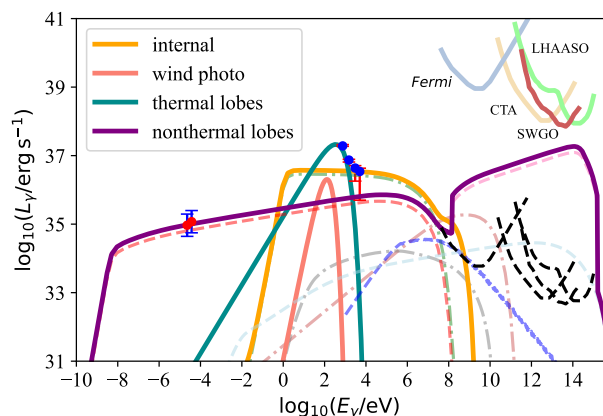 41
39
37
35
33
31
log₁₀(Lᵧ/erg s⁻¹)
internal
wind photo
thermal lobes
nonthermal lobes
Fermi
LHAASO
CTA
SWGO
−10 −8 −6 −4 −2 0 2 4 6 8 10 12 14
log₁₀(Eᵧ/eV)